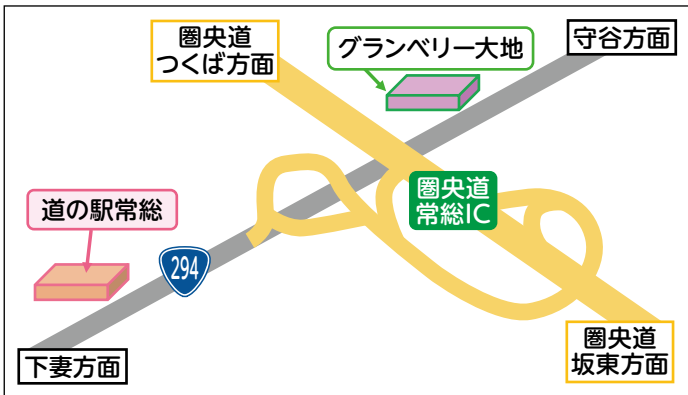 圏央道
つくば方面
グランベリー大地
守谷方面
道の駅常総
圏央道
常総IC
294
下妻方面
圏央道
坂東方面